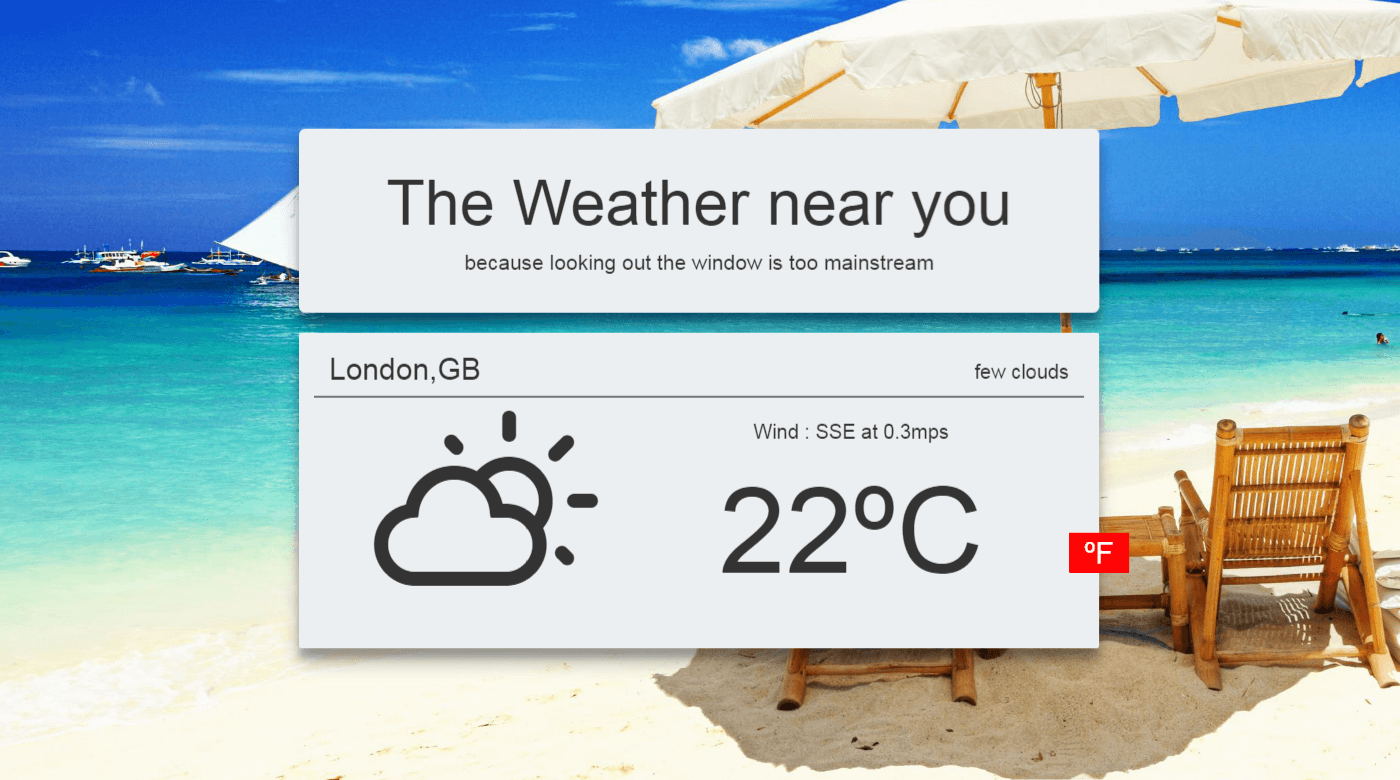 The Weather near you
because looking out the window is too mainstream
London,GB
few clouds
Wind : SSE at 0.3mps
22ºC
ºF